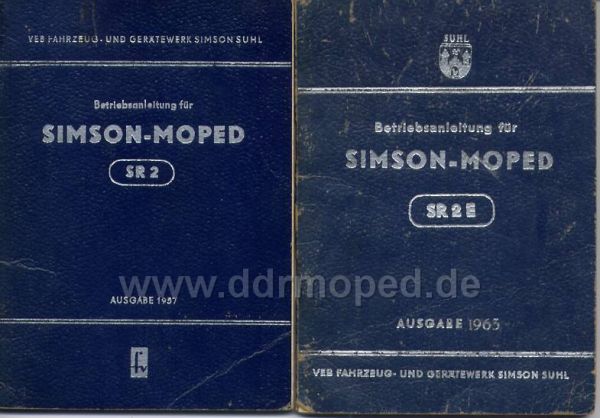 VEB FAHRZEUG- UND GERÄTEWERK SIMSON SUHL
Betriebsanleitung für
SIMSON-MOPED
SR 2
AUSGABE 1957
fv
SUHL
Betriebsanleitung für
SIMSON-MOPED
SR 2 E
AUSGABE 1963
VEB FAHRZEUG- UND GERÄTEWERK SIMSON SUHL
www.ddrmoped.de